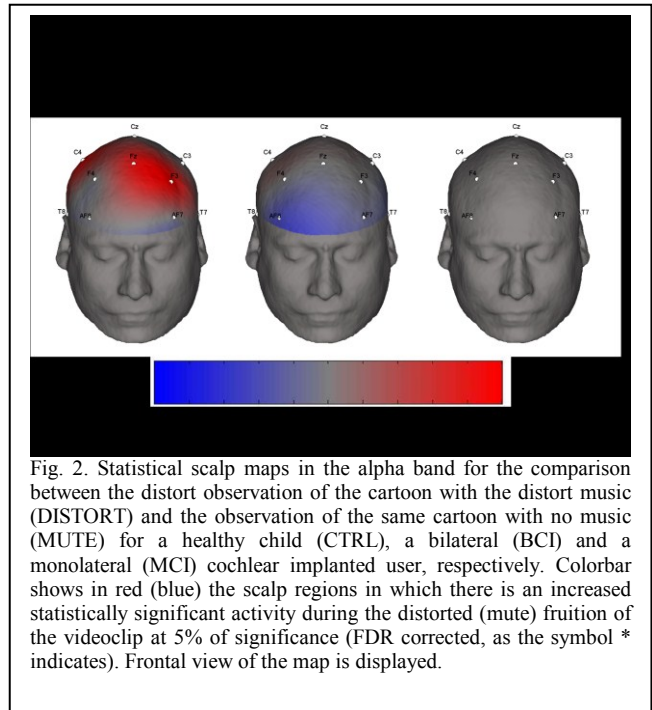 Cz Cz Cz
C4 C3 C4 C3 C4 C3
Fz Fz Fz
F4 F3 F4 F3 F4 F3
T8 T7 T8 T7 T8 T7
AF8 AF7 AF8 AF7 AF8 AF7
Fig. 2. Statistical scalp maps in the alpha band for the comparison
between the distort observation of the cartoon with the distort music
(DISTORT) and the observation of the same cartoon with no music
(MUTE) for a healthy child (CTRL), a bilateral (BCI) and a
monolateral (MCI) cochlear implanted user, respectively. Colorbar
shows in red (blue) the scalp regions in which there is an increased
statistically significant activity during the distorted (mute) fruition of
the videoclip at 5% of significance (FDR corrected, as the symbol *
indicates). Frontal view of the map is displayed.